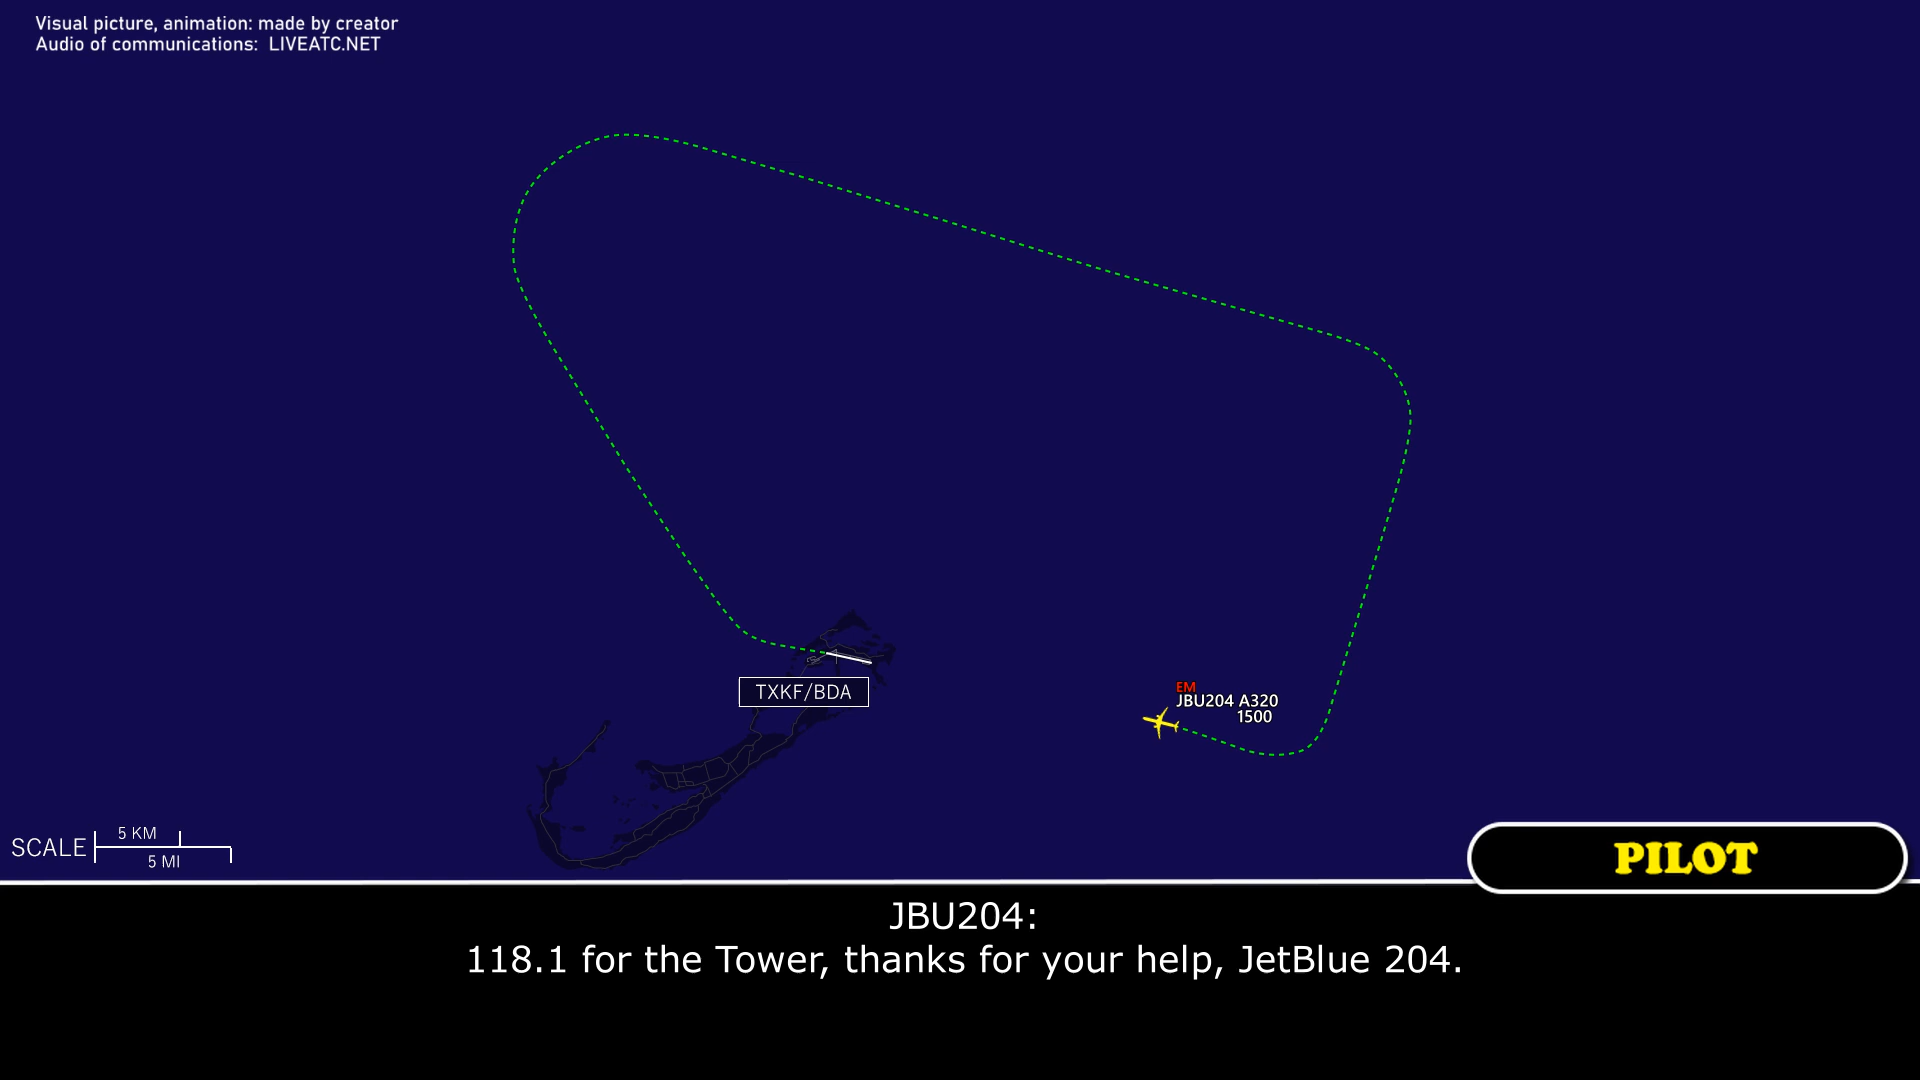 Visual picture, animation: made by creator
Audio of communications: LIVEATC.NET
TXKF/BDA
EM
JBU204 A320
1500
5 KM
SCALE
5 MI
PILOT
JBU204:
118.1 for the Tower, thanks for your help, JetBlue 204.